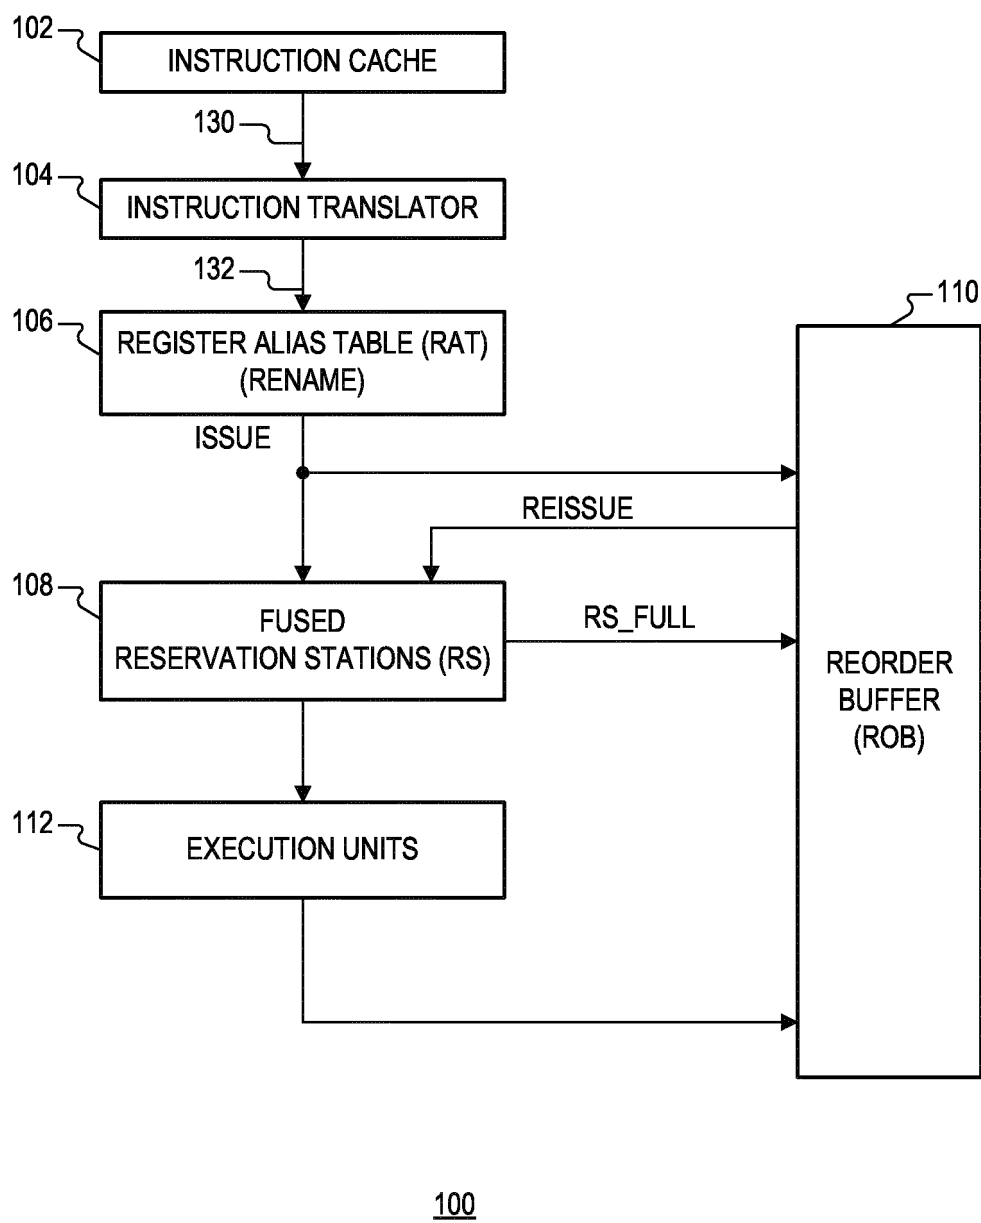 102
INSTRUCTION CACHE
130
104
INSTRUCTION TRANSLATOR
132
110
106
REGISTER ALIAS TABLE (RAT)
(RENAME)
ISSUE
REISSUE
108
FUSED
RESERVATION STATIONS (RS)
RS_FULL
REORDER
BUFFER
(ROB)
112
EXECUTION UNITS
100